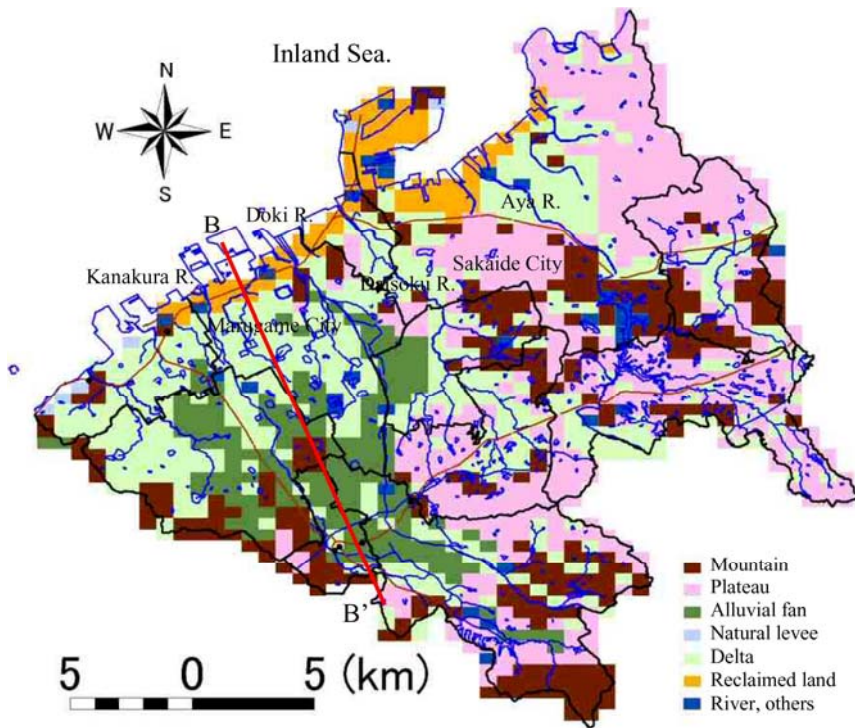 Inland Sea.
N
W E
S
Aya R.
B
Doki R.
Kanakura R.
Sakaide City
Daisoku R.
Marugame City
B'
Mountain
Plateau
Alluvial fan
Natural levee
Delta
Reclaimed land
River, others
5 0 5 (km)